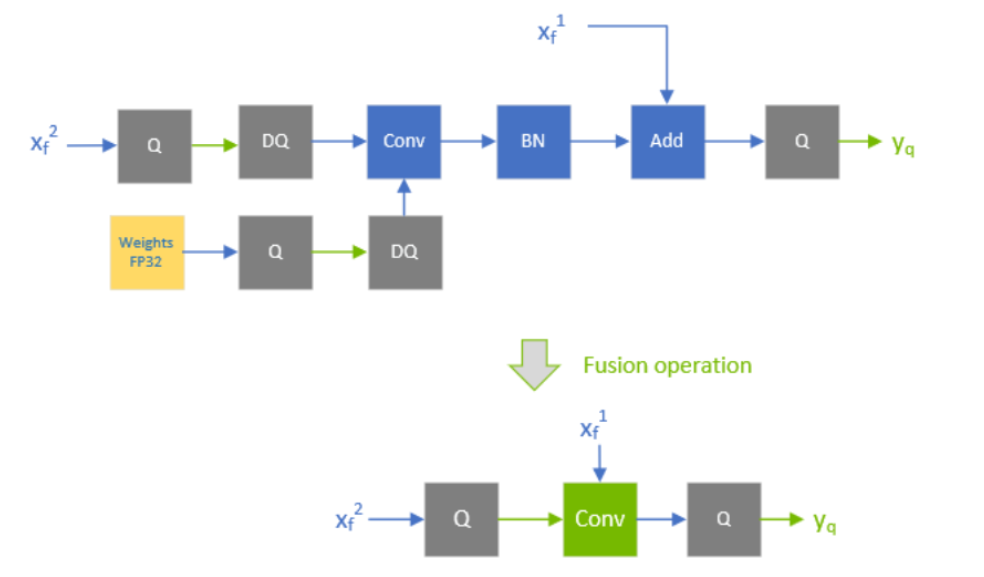 x_f^1
x_f^2
Q
DQ
Conv
BN
Add
Q
y_q
Weights
FP32
Q
DQ
Fusion operation
x_f^1
x_f^2
Q
Conv
Q
y_q